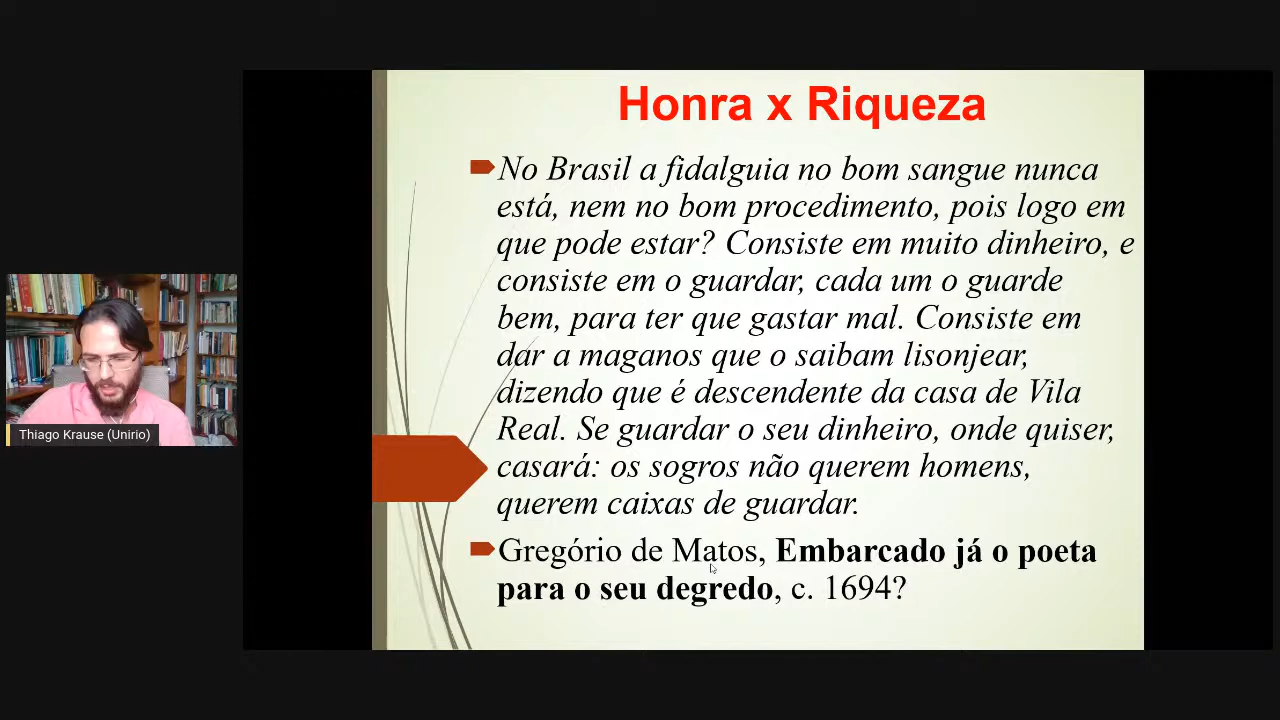 Honra x Riqueza
No Brasil a fidalguia no bom sangue nunca
está, nem no bom procedimento, pois logo em
que pode estar? Consiste em muito dinheiro, e
consiste em o guardar, cada um o guarde
bem, para ter que gastar mal. Consiste em
dar a maganos que o saibam lisonjear,
dizendo que é descendente da casa de Vila
Real. Se guardar o seu dinheiro, onde quiser,
casará: os sogros não querem homens,
querem caixas de guardar.
Gregório de Matos, Embarcado já o poeta
para o seu degredo, c. 1694?
Thiago Krause (Unirio)